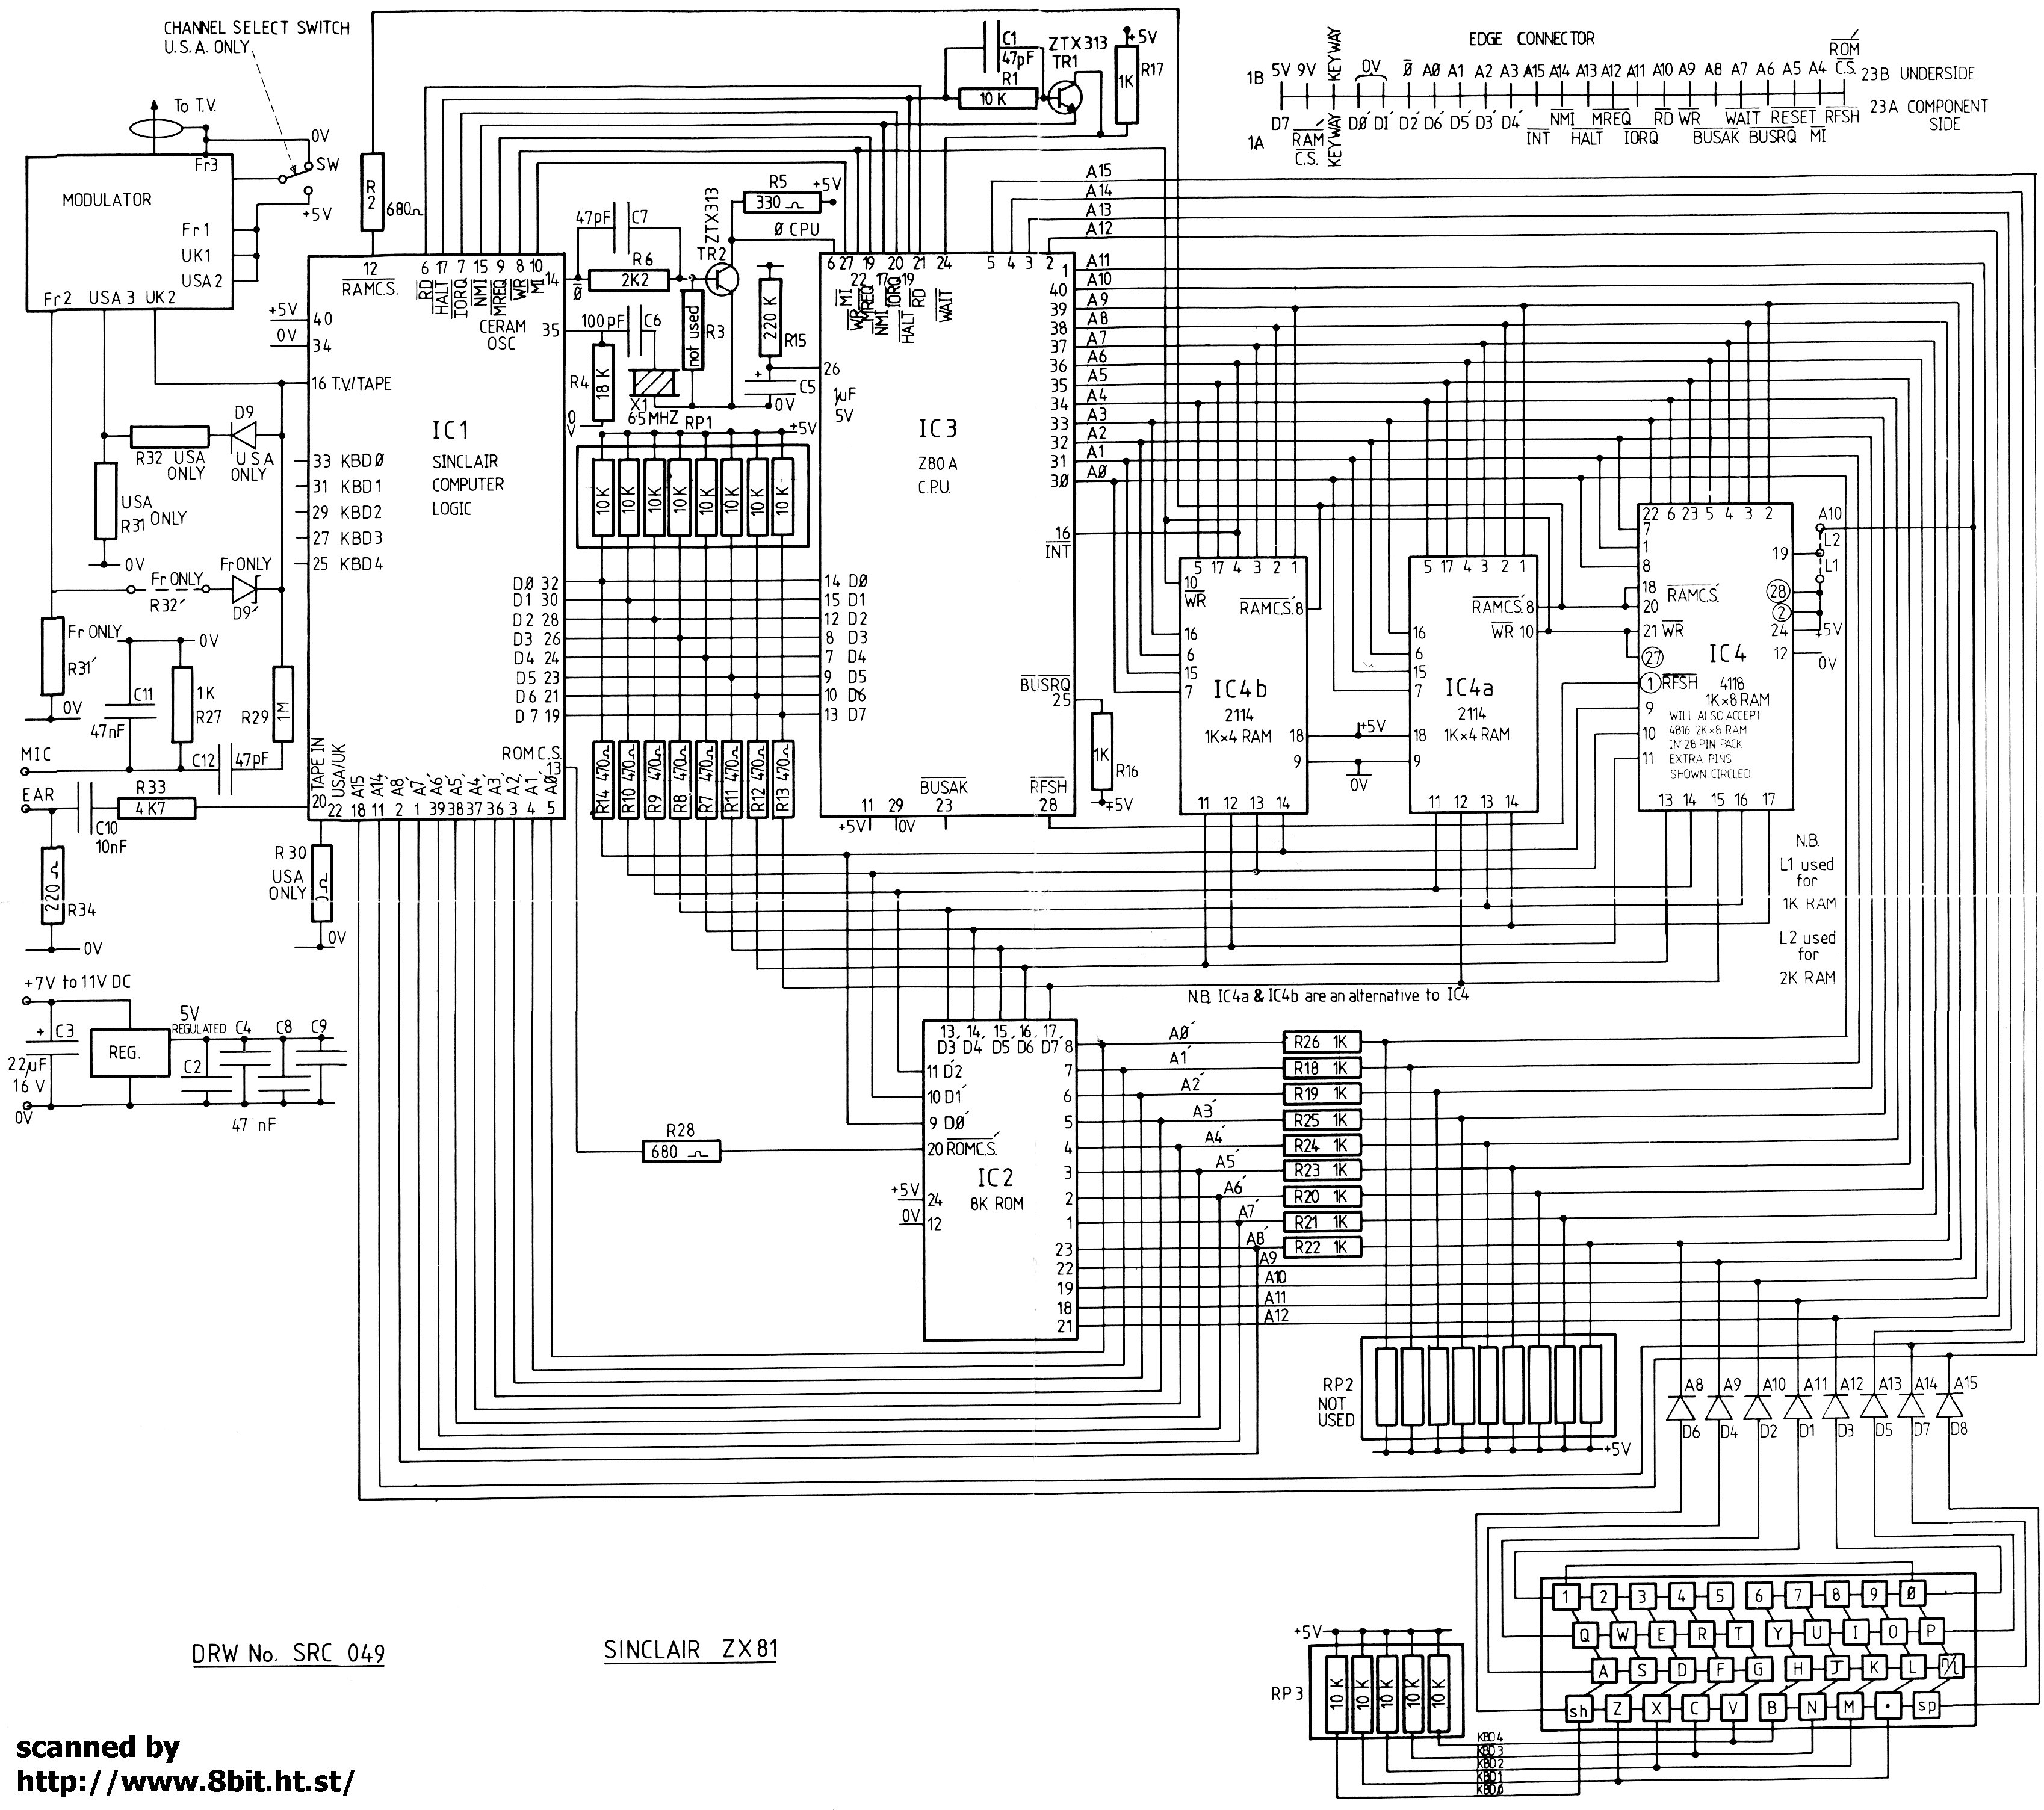 CHANNEL SELECT SWITCH
U.S.A. ONLY
To T.V.
0V
SW
+5V
Fr3
MODULATOR
Fr1
UK1
USA2
Fr2 USA3 UK2
R2
680Ω
12
RAMC.S.
6 17 7 15 9 8 10
RD
HALT
IORQ
NMI
MREQ
WR
M1
14
Ø
CERAM
OSC
35
+5V
40
0V
34
16 T.V/TAPE
IC1
SINCLAIR
COMPUTER
LOGIC
33 KBDØ
31 KBD1
29 KBD2
27 KBD3
25 KBD4
DØ 32
D1 30
D2 28
D3 26
D4 24
D5 23
D6 21
D7 19
ROMC.S.
13
TAPE IN
20
USA/UK
22
A15
18
A14
11
A8´
2
A7´
1
A6´
39
A5´
38
A4´
37
A3´
36
A2´
3
A1´
4
AØ´
5
D9
R32 USA
ONLY
USA
ONLY
USA
R31 ONLY
0V
Fr ONLY
R32´
Fr ONLY
D9´
Fr ONLY
R31´
0V
0V
C11
47nF
1K
R27
R29
1M
C12
47pF
MIC
EAR
C10
10nF
R33
4K7
220Ω
R34
0V
R30
USA
ONLY
0Ω
0V
+7V to 11V DC
+
C3
22µF
16 V
0V
REG.
5V
REGULATED
C2
C4
C8
C9
47 nF
C1
47pF
R1
10 K
ZTX313
TR1
+5V
1K
R17
47pF
C7
R6
2K2
ZTX313
TR2
R5
330Ω
+5V
Ø CPU
100 pF
C6
R4
18 K
0
V
X1
65MHZ
not used
R3
220 K
R15
+
C5
0V
1µF
5V
RP1
+5V
10K
10K
10K
10K
10K
10K
10K
10K
R14 470Ω
R10 470Ω
R9 470Ω
R8 470Ω
R7 470Ω
R11 470Ω
R12 470Ω
R13 470Ω
6 27 22 19 17 20 19 21 24
M1
WR
MREQ
NMI
IORQ
HALT
RD
WAIT
5 4 3 2
A15
A14
A13
A12
26
IC3
Z80A
C.P.U.
1 A11
40 A10
39 A9
38 A8
37 A7
36 A6
35 A5
34 A4
33 A3
32 A2
31 A1
30 AØ
16
INT
14 DØ
15 D1
12 D2
8 D3
7 D4
9 D5
10 D6
13 D7
BUSRQ
25
1K
R16
+5V
BUSAK
RFSH
11 29 23 28
+5V 0V
EDGE CONNECTOR
1B 5V 9V KEYWAY 0V Ø AØ A1 A2 A3 A15 A14 A13 A12 A11 A10 A9 A8 A7 A6 A5 A4 ROM C.S.´ 23B UNDERSIDE
1A D7 RAM´ C.S. KEYWAY DØ´ D1´ D2´ D6´ D5´ D3´ D4´ INT NMI HALT MREQ IORQ RD WR BUSAK WAIT BUSRQ RESET M1 RFSH 23A COMPONENT SIDE
5 17 4 3 2 1
10
WR
RAMC.S.´8
16
6
15
7
IC4b
2114
1K×4 RAM
18
9
11 12 13 14
+5V
0V
5 17 4 3 2 1
RAMC.S.´8
WR 10
16
6
15
7
IC4a
2114
1K×4 RAM
18
9
11 12 13 14
22 6 23 5 4 3 2
7
1
8
18
20
RAMC.S.´
21 WR
27
1 RFSH
9
10
11
A10
L2
L1
19
28
2
24
+5V
12
0V
IC4
4118
1K×8 RAM
WILL ALSO ACCEPT
4816 2K×8 RAM
IN 28 PIN PACK
EXTRA PINS
SHOWN CIRCLED
13 14 15 16 17
N.B.
L1 used
for
1K RAM
L2 used
for
2K RAM
N.B. IC4a & IC4b are an alternative to IC4
13 14 15 16 17
D3´ D4´ D5´ D6´ D7´
11 D2´
10 D1´
9 DØ´
20 ROMC.S.´
IC2
8K ROM
+5V
24
0V
12
R28
680Ω
8 AØ´ R26 1K
7 A1´ R18 1K
6 A2´ R19 1K
5 A3´ R25 1K
4 A4´ R24 1K
3 A5´ R23 1K
2 A6´ R20 1K
1 A7´ R21 1K
23 A8´ R22 1K
22 A9
19 A10
18 A11
21 A12
RP2
NOT
USED
+5V
A8 A9 A10 A11 A12 A13 A14 A15
D6 D4 D2 D1 D3 D5 D7 D8
1 2 3 4 5 6 7 8 9 Ø
Q W E R T Y U I O P
A S D F G H J K L n/l
sh Z X C V B N M . sp
+5V
RP3
10K
10K
10K
10K
10K
KBD4
KBD3
KBD2
KBD1
KBDØ
DRW No. SRC 049
SINCLAIR ZX81
scanned by
http://www.8bit.ht.st/